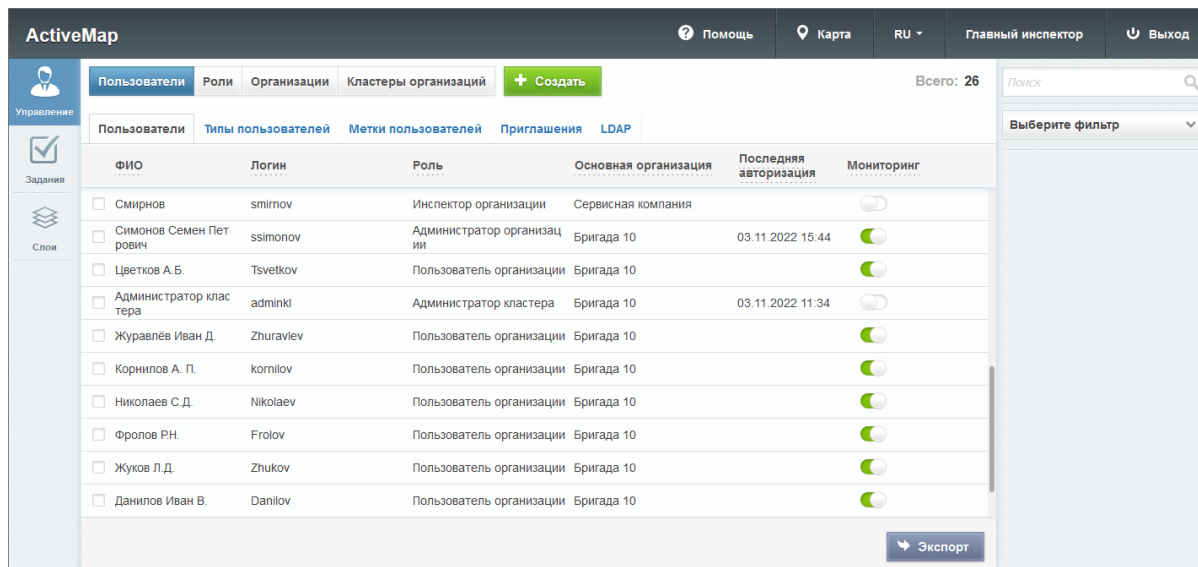 ActiveMap
Помощь Карта RU Главный инспектор Выход
Управление
Задания
Слои
Пользователи Роли Организации Кластеры организаций + Создать Всего: 26
Поиск
Выберите фильтр
Пользователи Типы пользователей Метки пользователей Приглашения LDAP
ФИО Логин Роль Основная организация Последняя авторизация Мониторинг
Смирнов smirnov Инспектор организации Сервисная компания
Симонов Семен Пет
рович ssimonov Администратор организац
ии Бригада 10 03.11.2022 15:44
Цветков А.Б. Tsvetkov Пользователь организации Бригада 10
Администратор клас
тера adminkl Администратор кластера Бригада 10 03.11.2022 11:34
Журавлёв Иван Д. Zhuravlev Пользователь организации Бригада 10
Корнилов А. П. kornilov Пользователь организации Бригада 10
Николаев С.Д. Nikolaev Пользователь организации Бригада 10
Фролов Р.Н. Frolov Пользователь организации Бригада 10
Жуков Л.Д. Zhukov Пользователь организации Бригада 10
Данилов Иван В. Danilov Пользователь организации Бригада 10
Экспорт